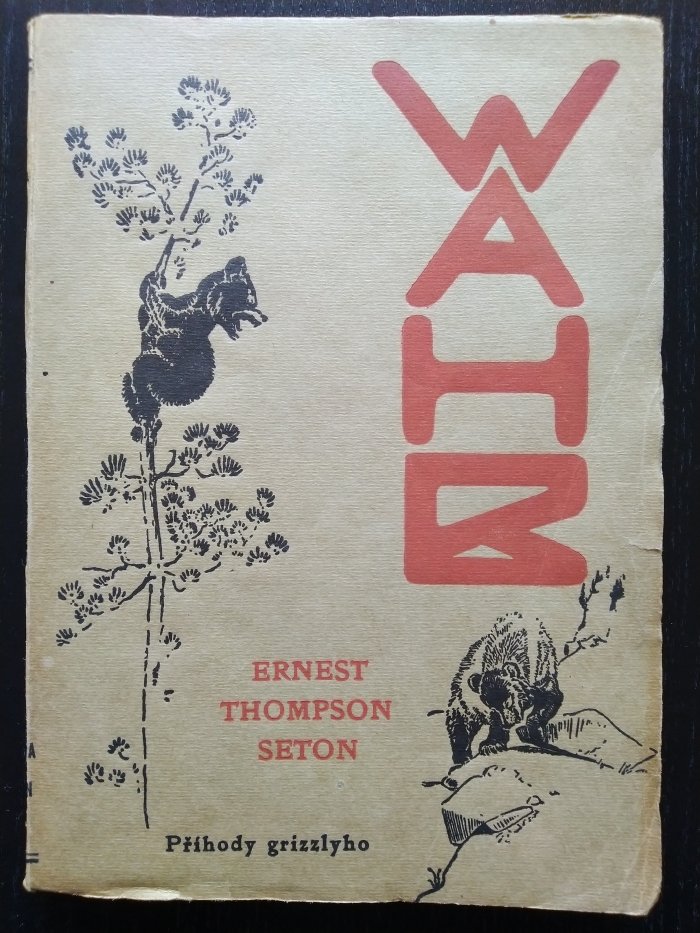 WAHB
ERNEST
THOMPSON
SETON
Příhody grizzlyho